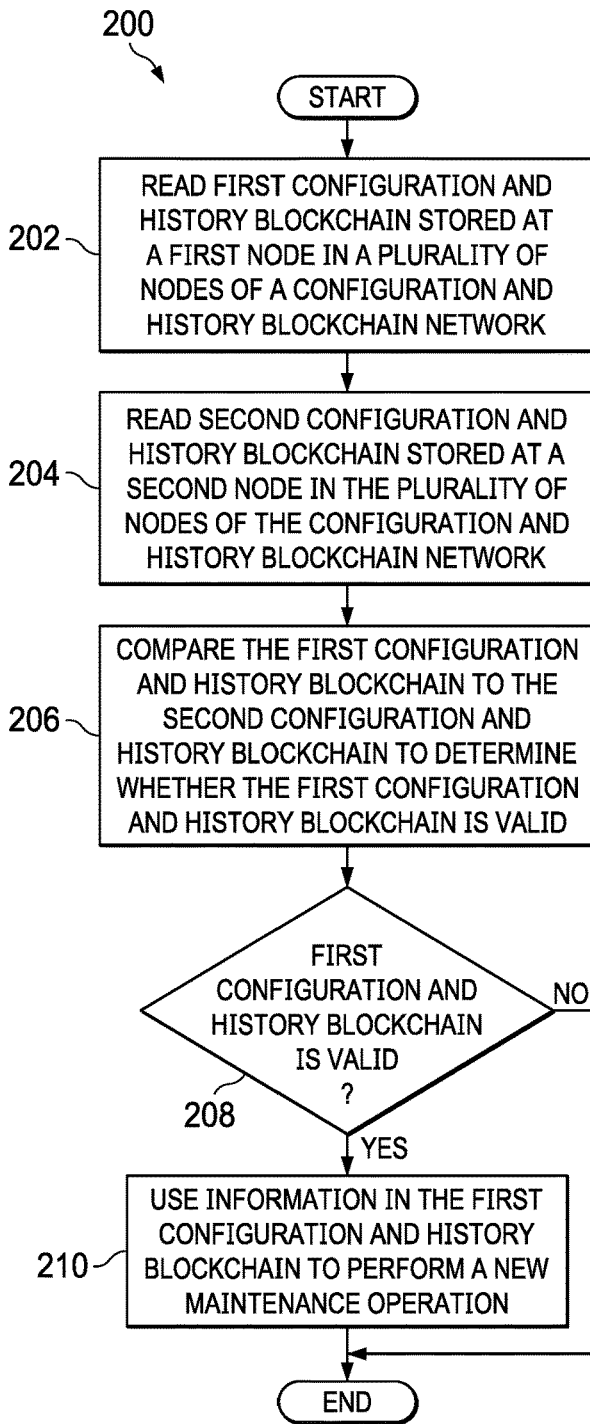 200
START
202
READ FIRST CONFIGURATION AND
HISTORY BLOCKCHAIN STORED AT
A FIRST NODE IN A PLURALITY OF
NODES OF A CONFIGURATION AND
HISTORY BLOCKCHAIN NETWORK
204
READ SECOND CONFIGURATION AND
HISTORY BLOCKCHAIN STORED AT A
SECOND NODE IN THE PLURALITY OF
NODES OF THE CONFIGURATION AND
HISTORY BLOCKCHAIN NETWORK
206
COMPARE THE FIRST CONFIGURATION
AND HISTORY BLOCKCHAIN TO THE
SECOND CONFIGURATION AND
HISTORY BLOCKCHAIN TO DETERMINE
WHETHER THE FIRST CONFIGURATION
AND HISTORY BLOCKCHAIN IS VALID
FIRST
CONFIGURATION AND
HISTORY BLOCKCHAIN
IS VALID
?
NO
208
YES
210
USE INFORMATION IN THE FIRST
CONFIGURATION AND HISTORY
BLOCKCHAIN TO PERFORM A NEW
MAINTENANCE OPERATION
END